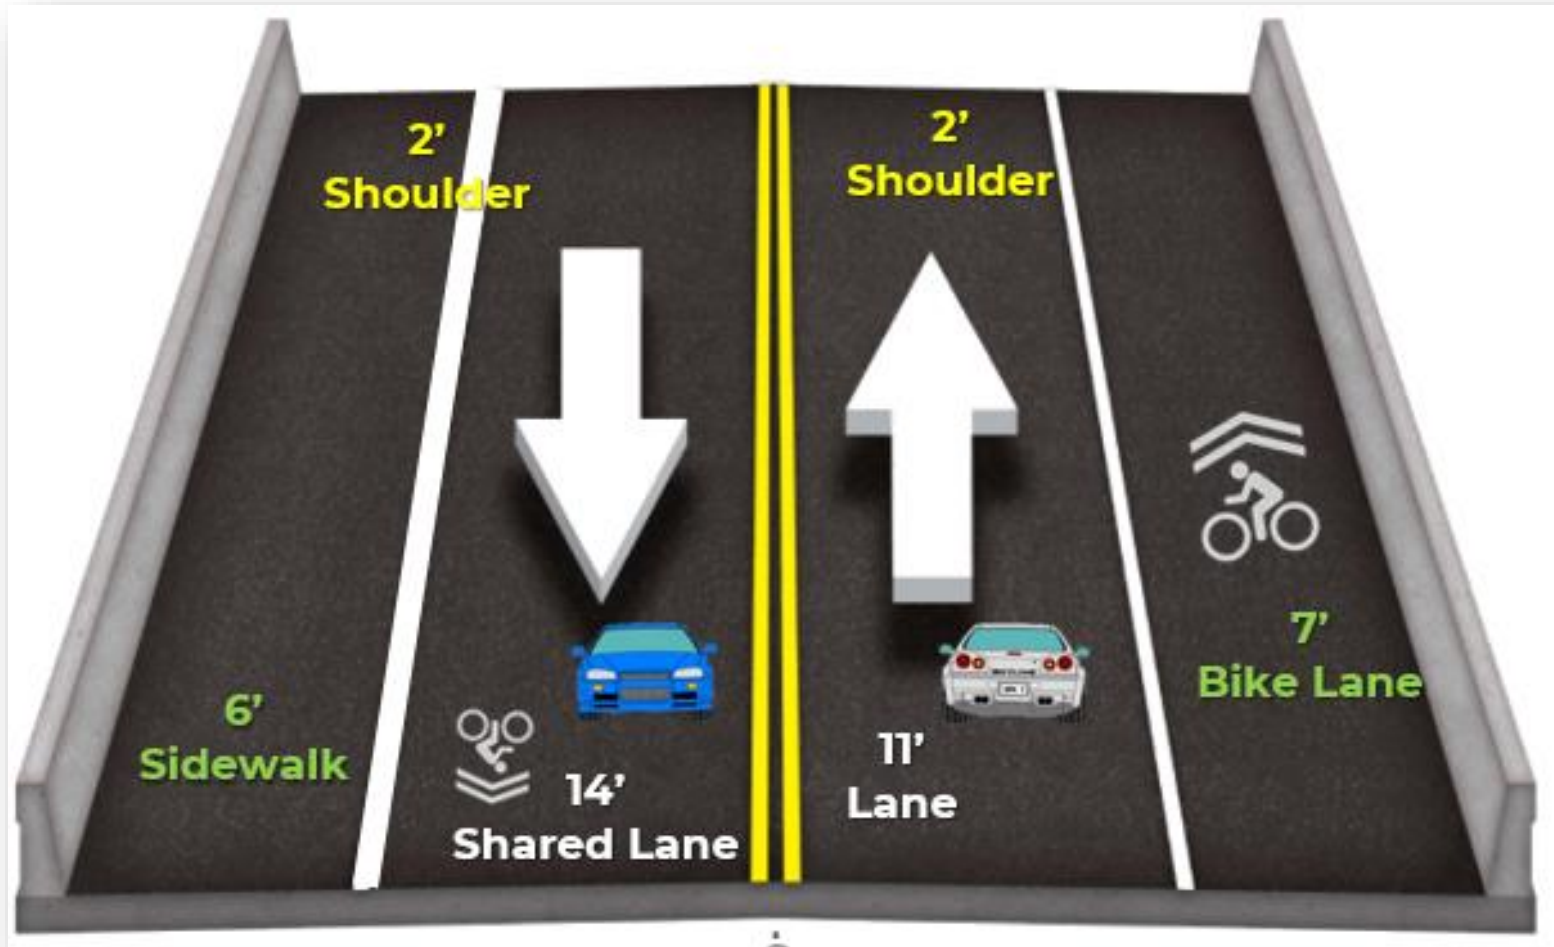 2’
Shoulder
2’
Shoulder
7’
Bike Lane
6’
Sidewalk
14’
Shared Lane
11’
Lane